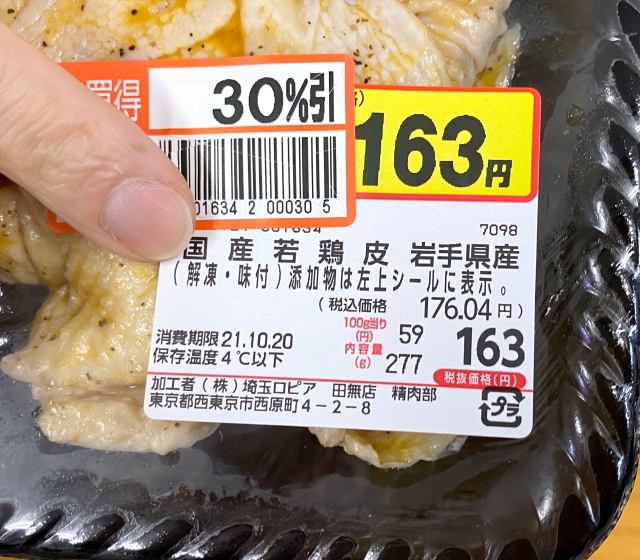 買得
30%引
163円
01634 2 00030 5
7098
国産若鶏皮 岩手県産
(解凍・味付)添加物は左上シールに表示。
(税込価格 176.04円)
消費期限21.10.20
保存温度4℃以下
100g当り(円) 59
内容量(g) 277
163
税抜価格(円)
加工者(株)埼玉ロピア 田無店 精肉部
東京都西東京市西原町4-2-8
プラ